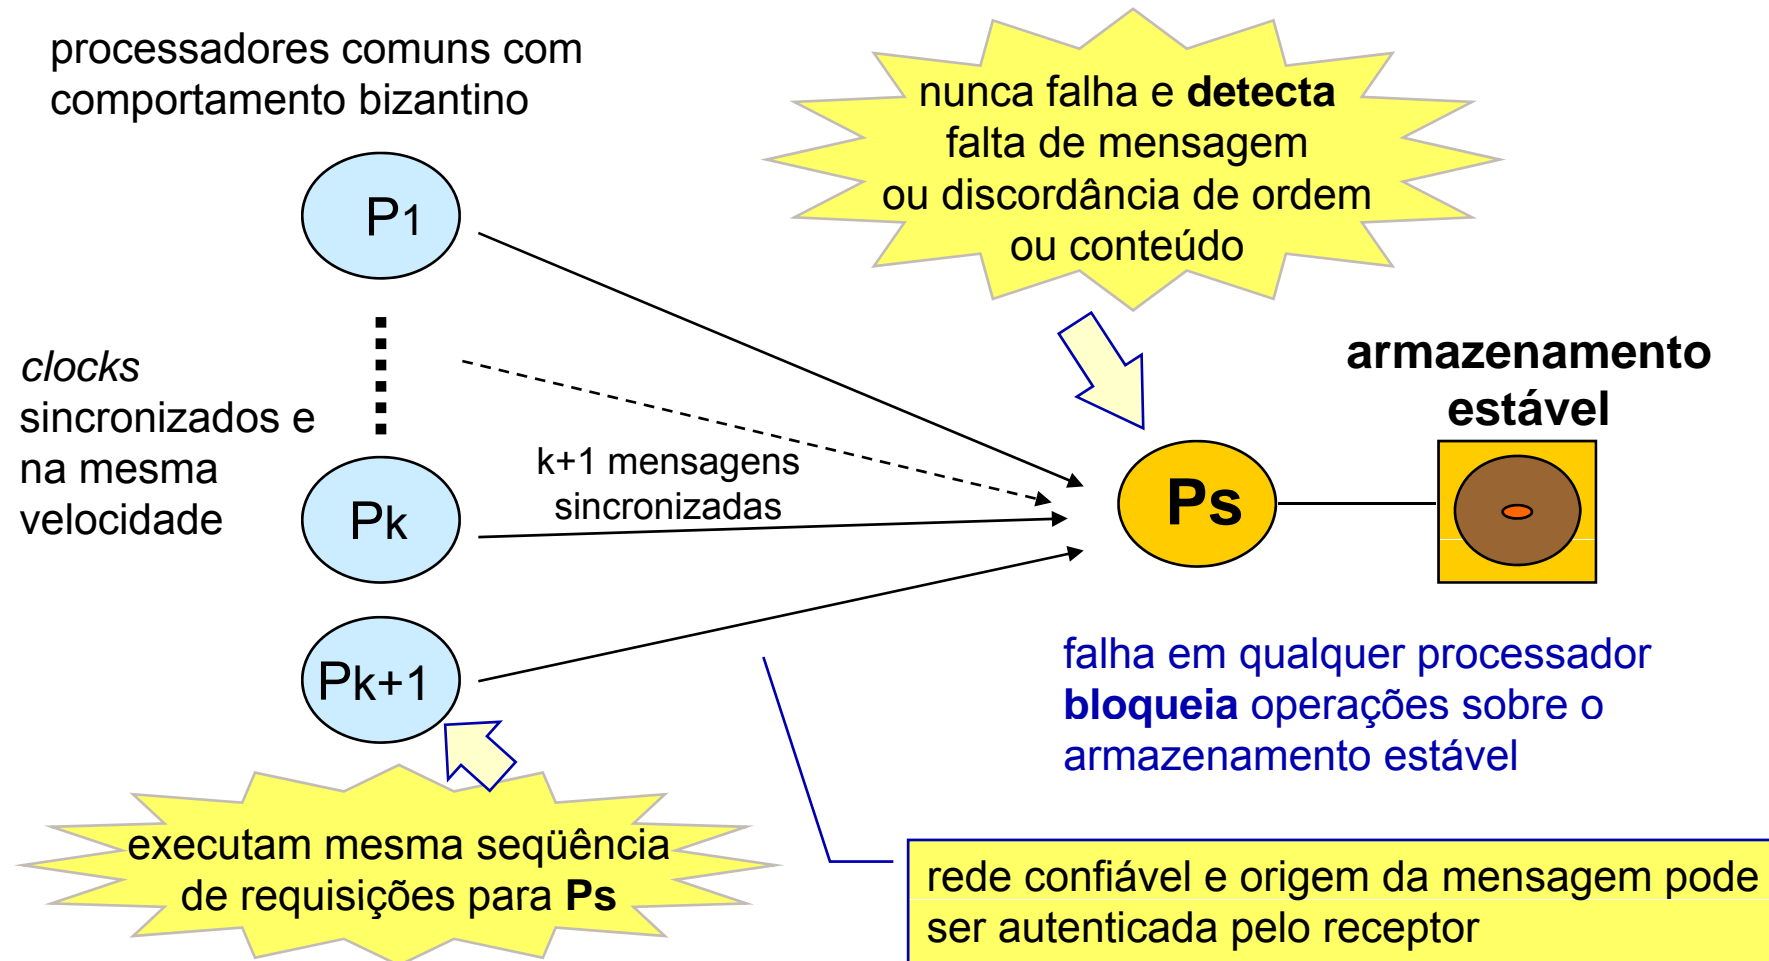 processadores comuns com
comportamento bizantino
nunca falha e detecta
falta de mensagem
ou discordância de ordem
ou conteúdo
P1
clocks
sincronizados e
na mesma
velocidade
k+1 mensagens
sincronizadas
Pk
Ps
armazenamento
estável
Pk+1
falha em qualquer processador
bloqueia operações sobre o
armazenamento estável
executam mesma seqüência
de requisições para Ps
rede confiável e origem da mensagem pode
ser autenticada pelo receptor